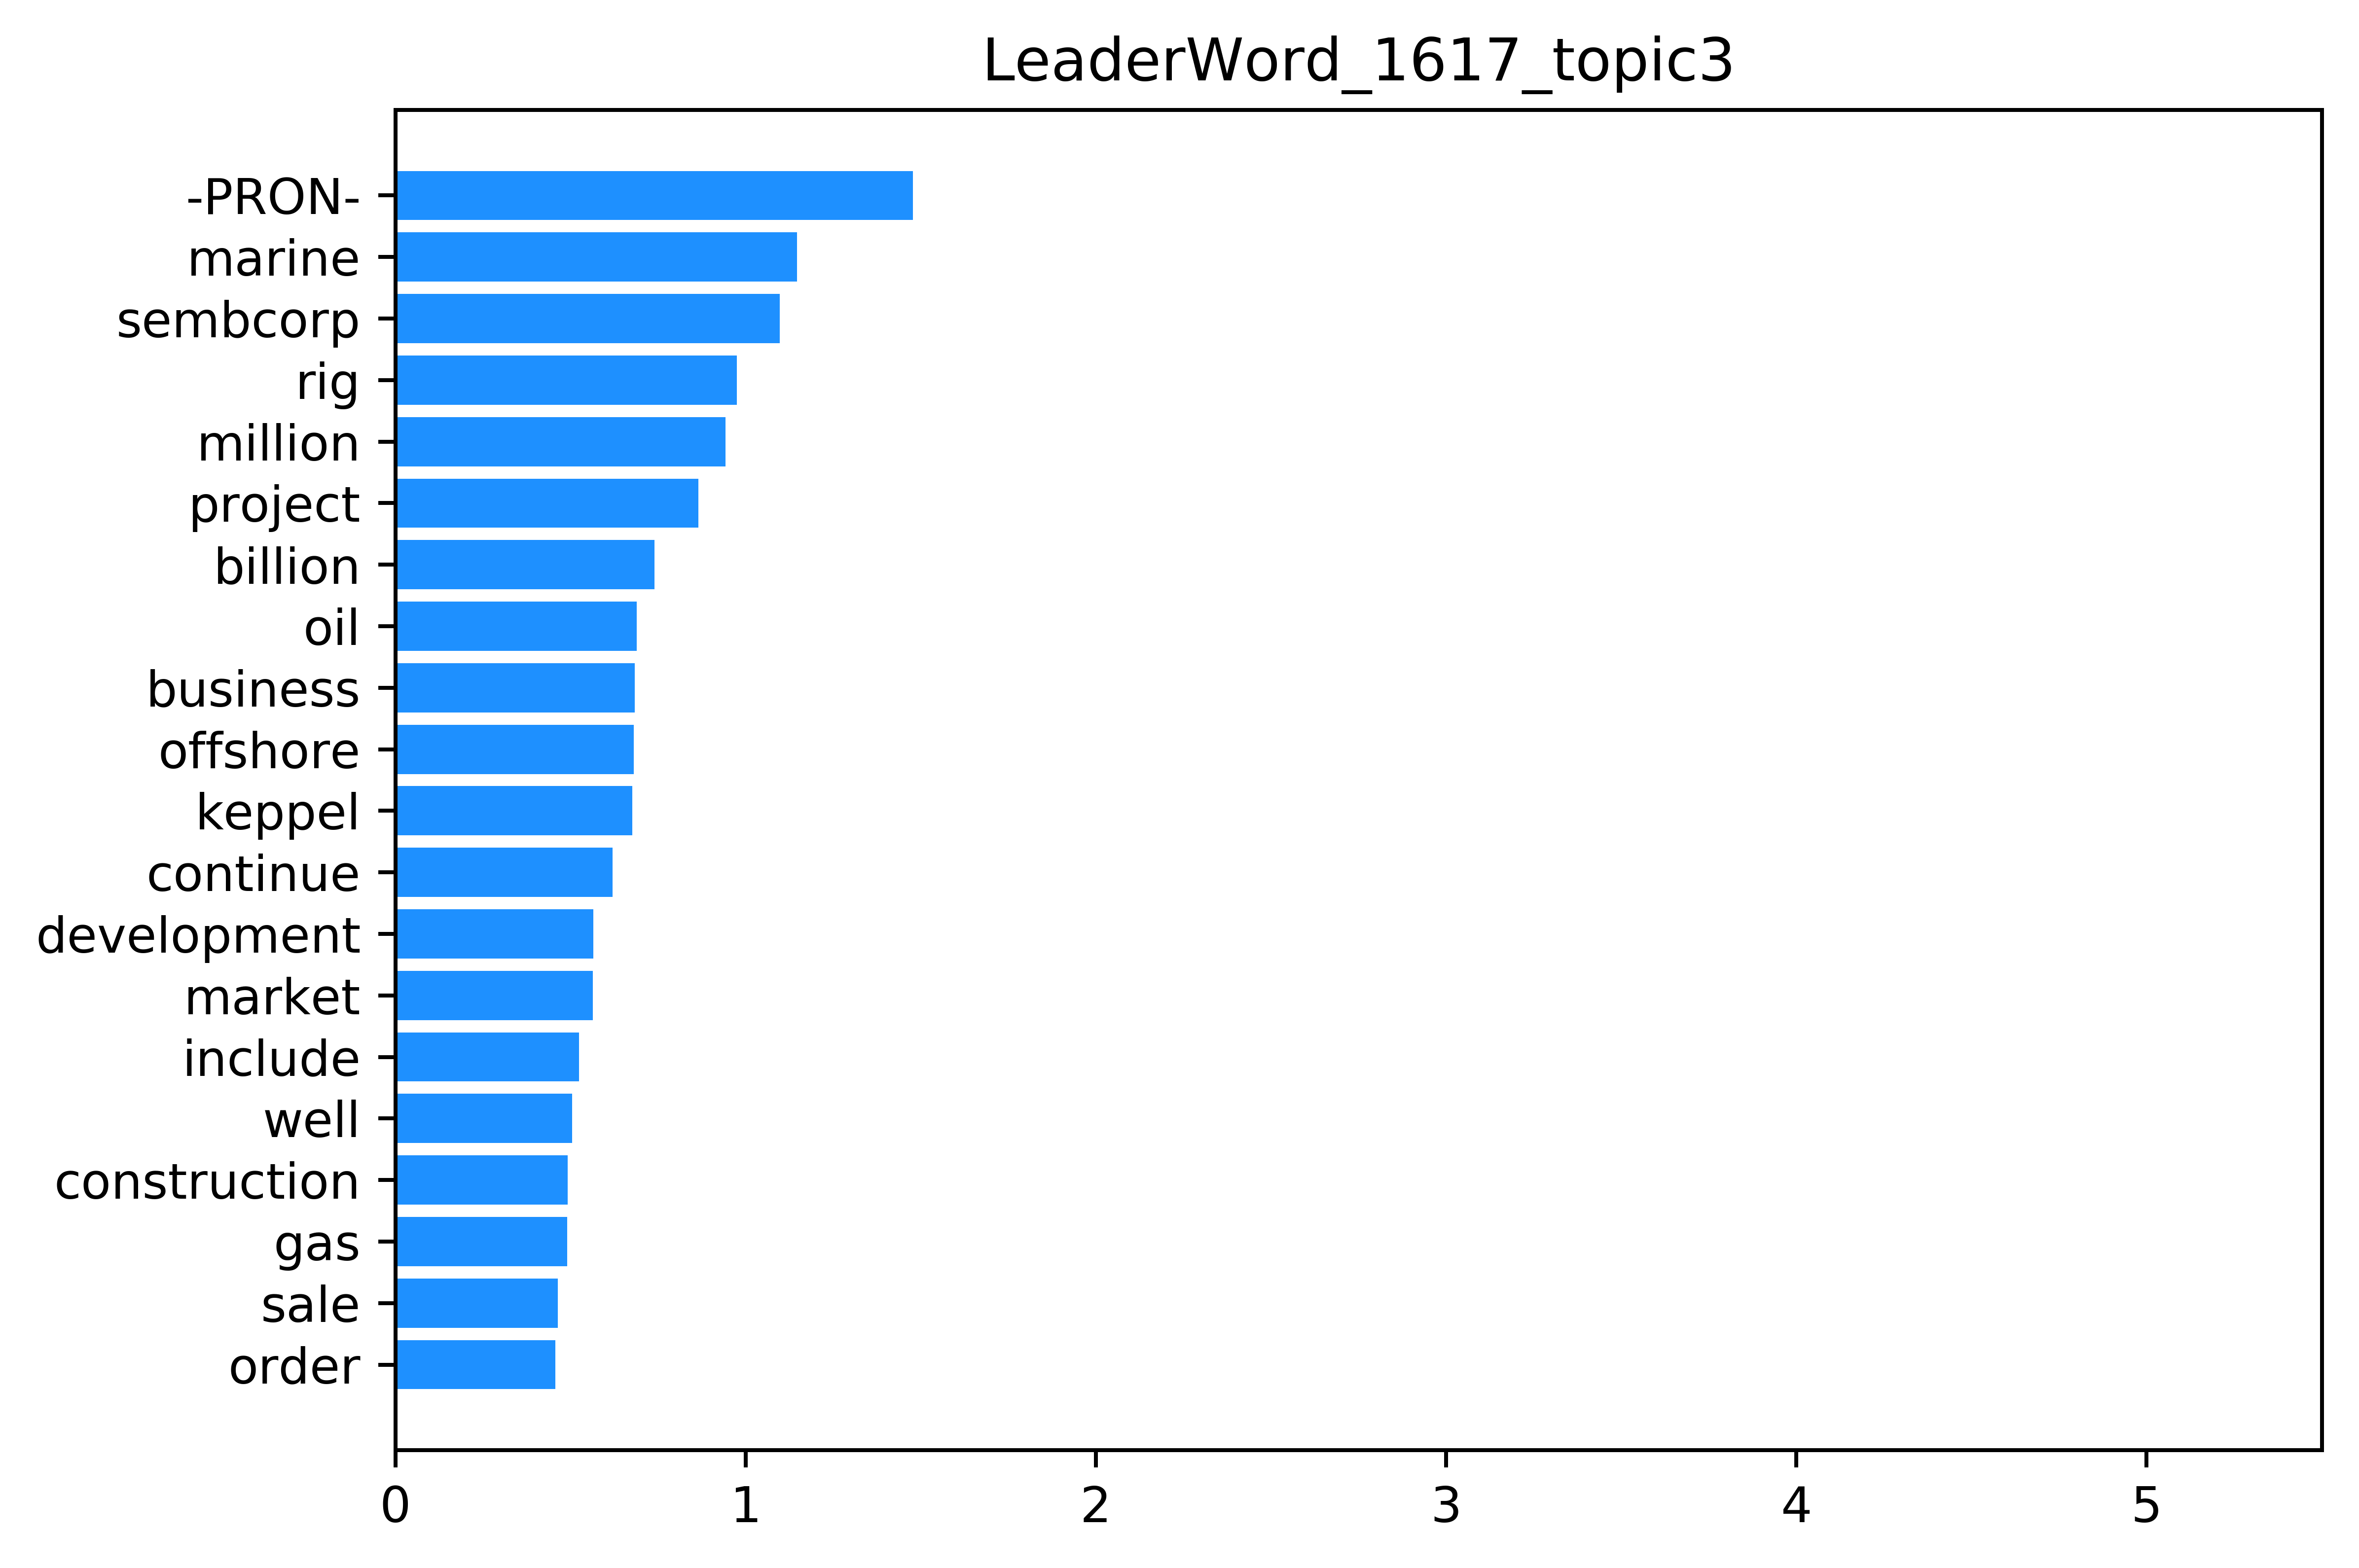 LeaderWord_1617_topic3
-PRON-
marine
sembcorp
rig
million
project
billion
oil
business
offshore
keppel
continue
development
market
include
well
construction
gas
sale
order
0 1 2 3 4 5